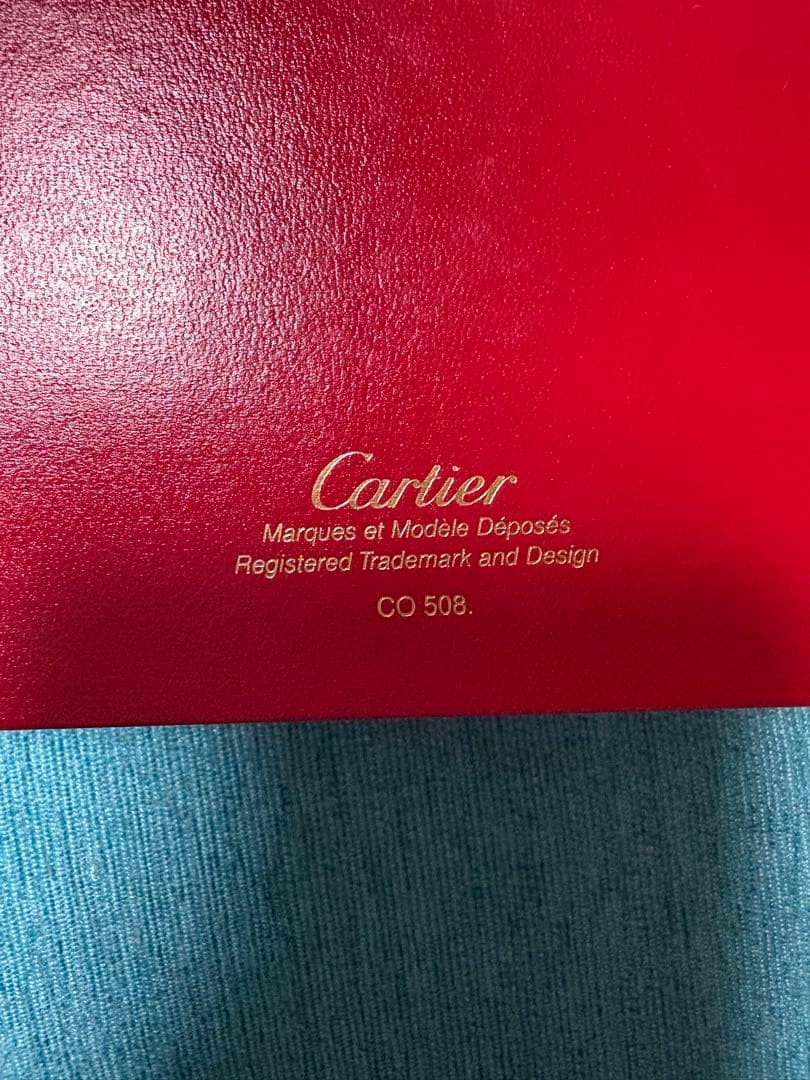 Cartier
Marques et Modèle Déposés
Registered Trademark and Design
CO 508.